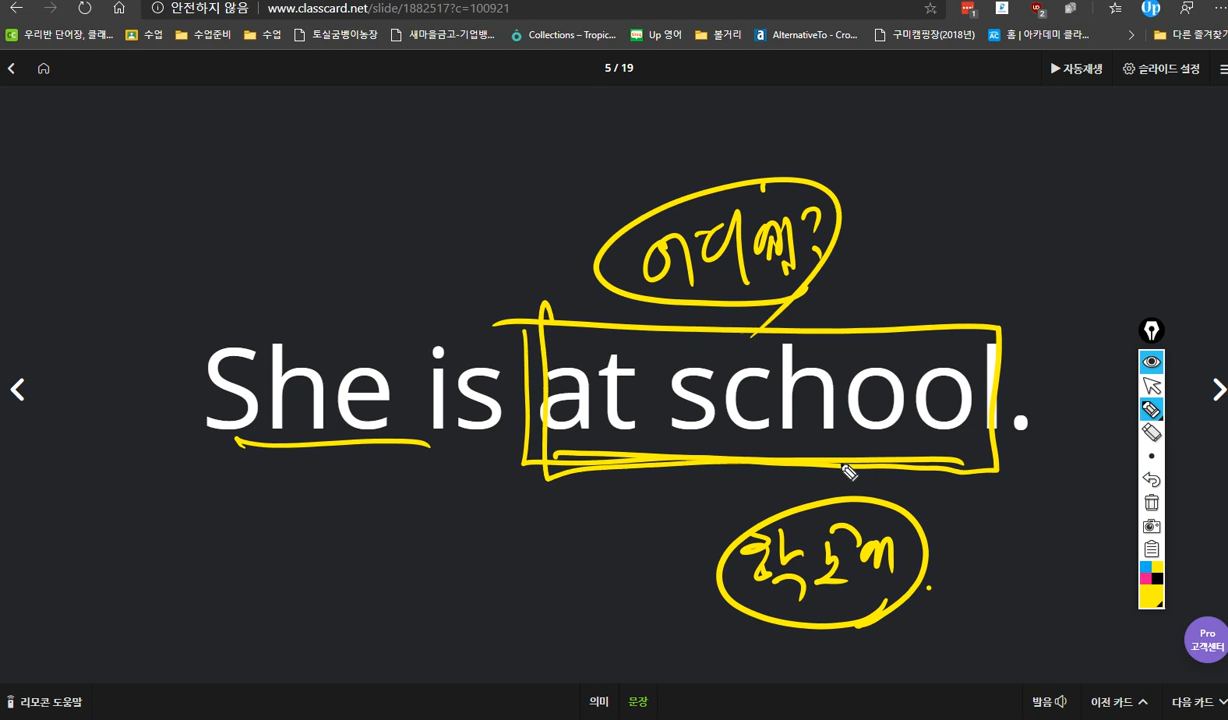 안전하지 않음 www.classcard.net/slide/1882517?c=100921
우리반 단어장, 클래... 수업 수업준비 수업 토실궁뱅이농장 새마을금고-기업뱅... Collections – Tropic... Up 영어 볼거리 AlternativeTo - Cro... 구미캠핑장(2018년) 홈 | 아카데미 클라... 다른 즐겨찾기
5 / 19 자동재생 슬라이드 설정
She is at school.
학교에
Pro
고객센터
리모콘 도움말 의미 문장 발음 이전 카드 다음 카드